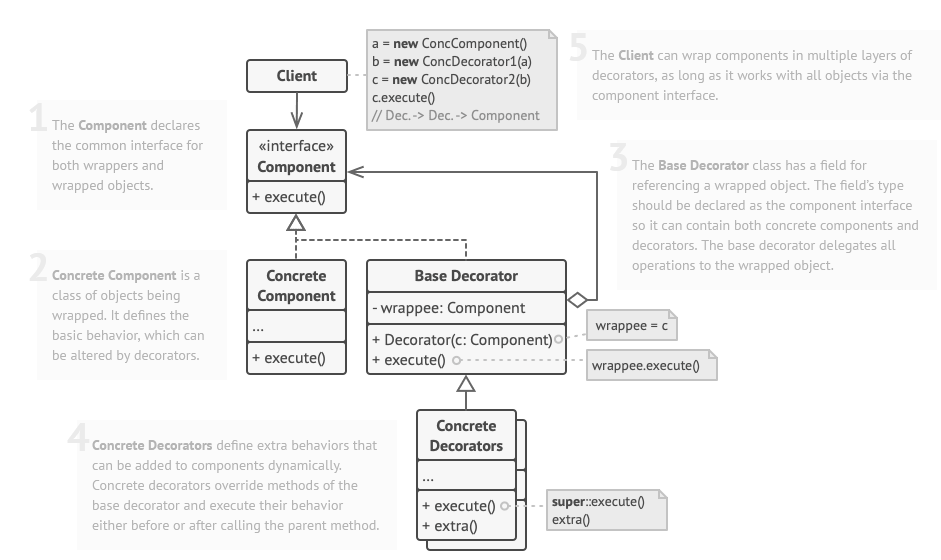 a = new ConcComponent()
b = new ConcDecorator1(a)
c = new ConcDecorator2(b)
c.execute()
// Dec. -> Dec. -> Component
5
The Client can wrap components in multiple layers of
decorators, as long as it works with all objects via the
component interface.
Client
1
The Component declares
the common interface for
both wrappers and
wrapped objects.
«interface»
Component
+ execute()
3
The Base Decorator class has a field for
referencing a wrapped object. The field's type
should be declared as the component interface
so it can contain both concrete components and
decorators. The base decorator delegates all
operations to the wrapped object.
2
Concrete Component is a
class of objects being
wrapped. It defines the
basic behavior, which can
be altered by decorators.
Concrete
Component
...
+ execute()
Base Decorator
- wrappee: Component
+ Decorator(c: Component)
+ execute()
wrappee = c
wrappee.execute()
4
Concrete Decorators define extra behaviors that
can be added to components dynamically.
Concrete decorators override methods of the
base decorator and execute their behavior
either before or after calling the parent method.
Concrete
Decorators
...
+ execute()
+ extra()
super::execute()
extra()